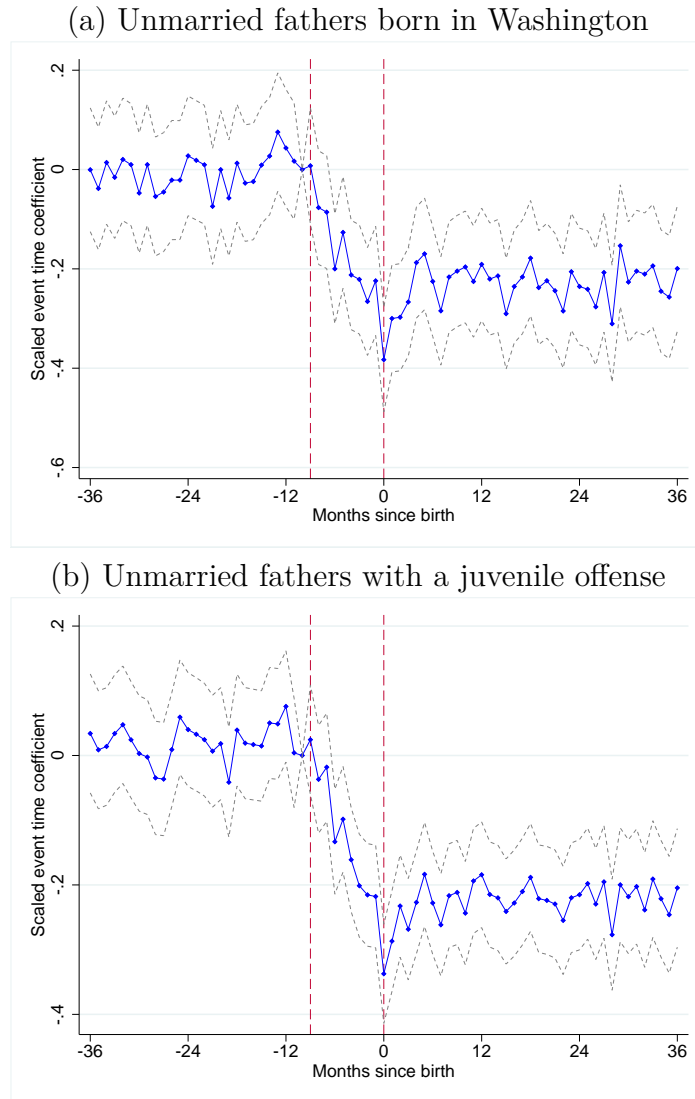 (a) Unmarried fathers born in Washington
Scaled event time coefficient
.2
0
.2
-.4
-.6
-36 -24 -12 0 12 24 36
Months since birth
(b) Unmarried fathers with a juvenile offense
Scaled event time coefficient
.2
0
.2
-.4
-36 -24 -12 0 12 24 36
Months since birth